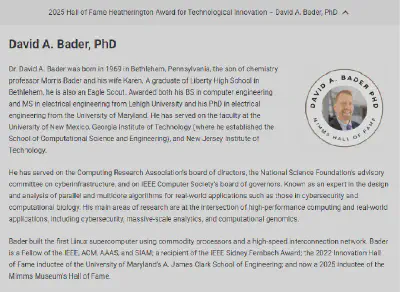 2025 Hall of Fame Heatherington Award for Technological Innovation – David A. Bader, PhD
David A. Bader, PhD
Dr. David A. Bader was born in 1969 in Bethlehem, Pennsylvania, the son of chemistry
professor Morris Bader and his wife Karen. A graduate of Liberty High School in
Bethlehem, he is also an Eagle Scout. Awarded both his BS in computer engineering
and MS in electrical engineering from Lehigh University and his PhD in electrical
engineering from the University of Maryland. He has served on the faculty at the
University of New Mexico, Georgia Institute of Technology (where he established the
School of Computational Science and Engineering), and New Jersey Institute of
Technology.
DAVID A. BADER PHD
MIMMS HALL OF FAME
He has served on the Computing Research Association's board of directors, the National Science Foundation's advisory
committee on cyberinfrastructure, and on IEEE Computer Society's board of governors. Known as an expert in the design
and analysis of parallel and multicore algorithms for real-world applications such as those in cybersecurity and
computational biology. His main areas of research are at the intersection of high-performance computing and real-world
applications, including cybersecurity, massive-scale analytics, and computational genomics.
Bader built the first Linux supercomputer using commodity processors and a high-speed interconnection network. Bader
is a Fellow of the IEEE, ACM, AAAS, and SIAM; a recipient of the IEEE Sidney Fernbach Award; the 2022 Innovation Hall
of Fame inductee of the University of Maryland's A. James Clark School of Engineering; and now a 2025 inductee of the
Mimms Museum's Hall of Fame.